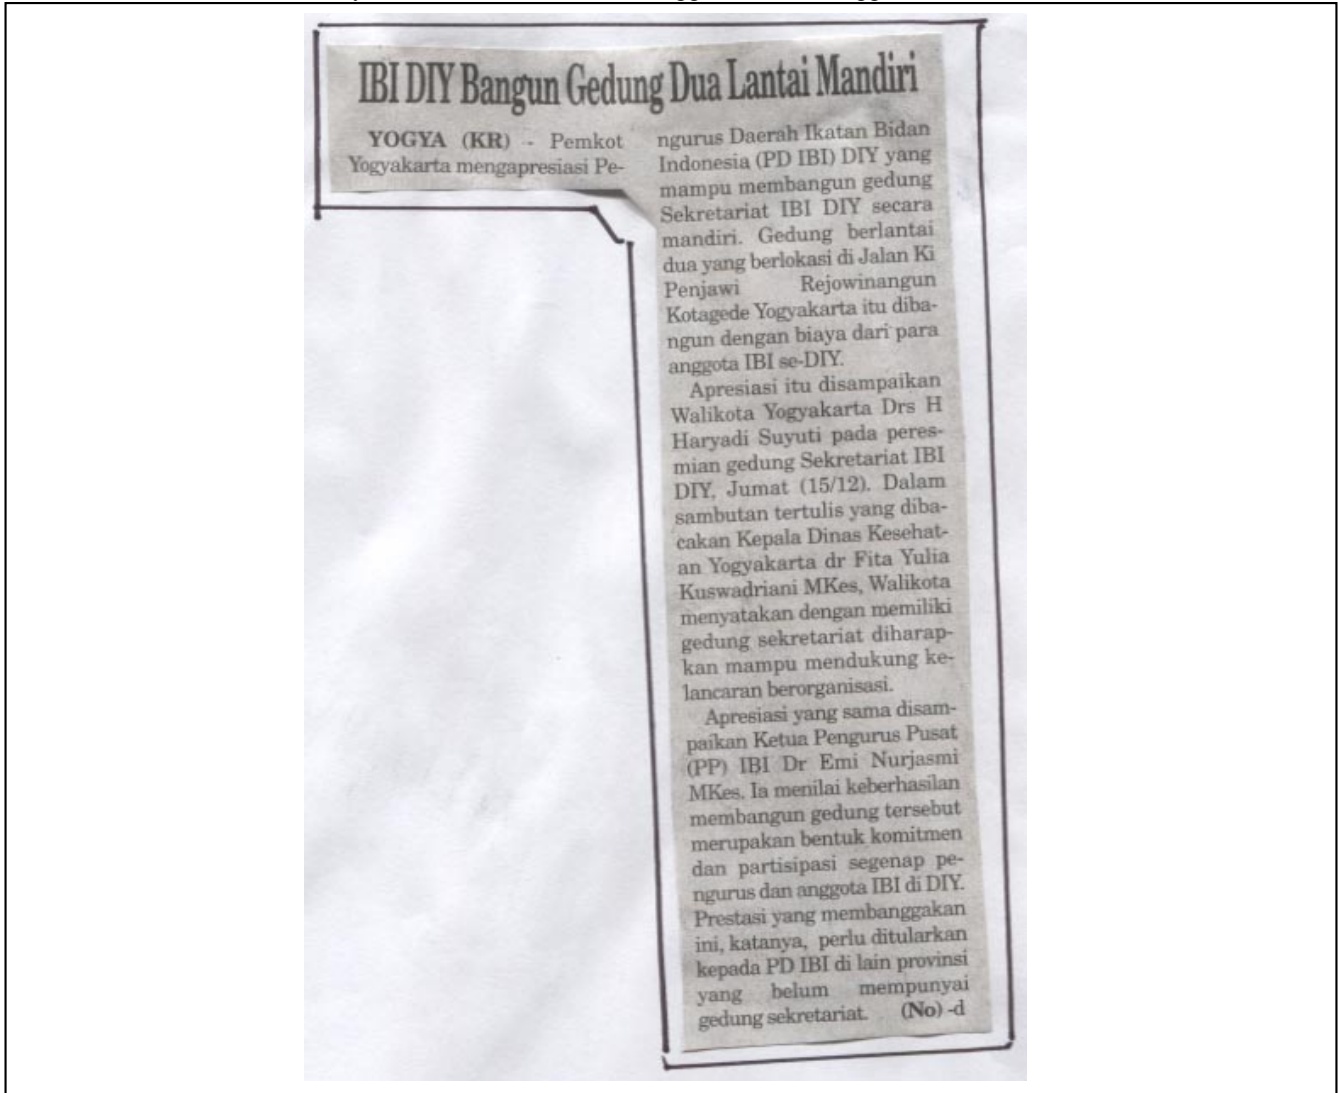 IBI DIY Bangun Gedung Dua Lantai Mandiri
YOGYA (KR) - Pemkot
Yogyakarta mengapresiasi Pe-
ngurus Daerah Ikatan Bidan
Indonesia (PD IBI) DIY yang
mampu membangun gedung
Sekretariat IBI DIY secara
mandiri. Gedung berlantai
dua yang berlokasi di Jalan Ki
Penjawi Rejowinangun
Kotagede Yogyakarta itu diba-
ngun dengan biaya dari para
anggota IBI se-DIY.
Apresiasi itu disampaikan
Walikota Yogyakarta Drs H
Haryadi Suyuti pada peres-
mian gedung Sekretariat IBI
DIY, Jumat (15/12). Dalam
sambutan tertulis yang diba-
cakan Kepala Dinas Kesehat-
an Yogyakarta dr Fita Yulia
Kuswadriani MKes, Walikota
menyatakan dengan memiliki
gedung sekretariat diharap-
kan mampu mendukung ke-
lancaran berorganisasi.
Apresiasi yang sama disam-
paikan Ketua Pengurus Pusat
(PP) IBI Dr Emi Nurjasmi
MKes. Ia menilai keberhasilan
membangun gedung tersebut
merupakan bentuk komitmen
dan partisipasi segenap pe-
ngurus dan anggota IBI di DIY.
Prestasi yang membanggakan
ini, katanya, perlu ditularkan
kepada PD IBI di lain provinsi
yang belum mempunyai
gedung sekretariat. (No) -d